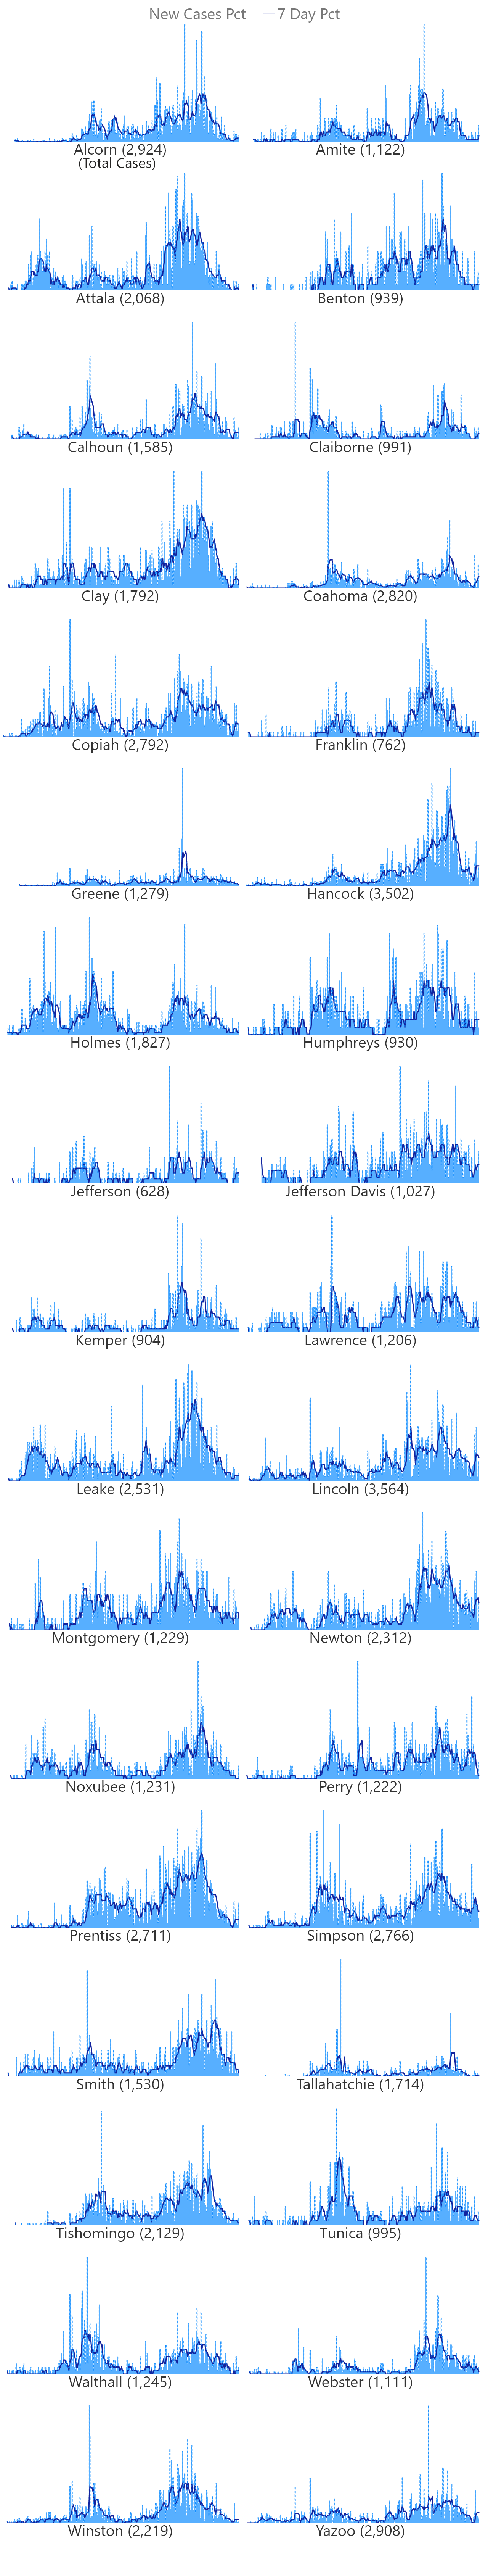 New Cases Pct 7 Day Pct
Alcorn (2,924)
(Total Cases)
Amite (1,122)
Attala (2,068)
Benton (939)
Calhoun (1,585)
Claiborne (991)
Clay (1,792)
Coahoma (2,820)
Copiah (2,792)
Franklin (762)
Greene (1,279)
Hancock (3,502)
Holmes (1,827)
Humphreys (930)
Jefferson (628)
Jefferson Davis (1,027)
Kemper (904)
Lawrence (1,206)
Leake (2,531)
Lincoln (3,564)
Montgomery (1,229)
Newton (2,312)
Noxubee (1,231)
Perry (1,222)
Prentiss (2,711)
Simpson (2,766)
Smith (1,530)
Tallahatchie (1,714)
Tishomingo (2,129)
Tunica (995)
Walthall (1,245)
Webster (1,111)
Winston (2,219)
Yazoo (2,908)